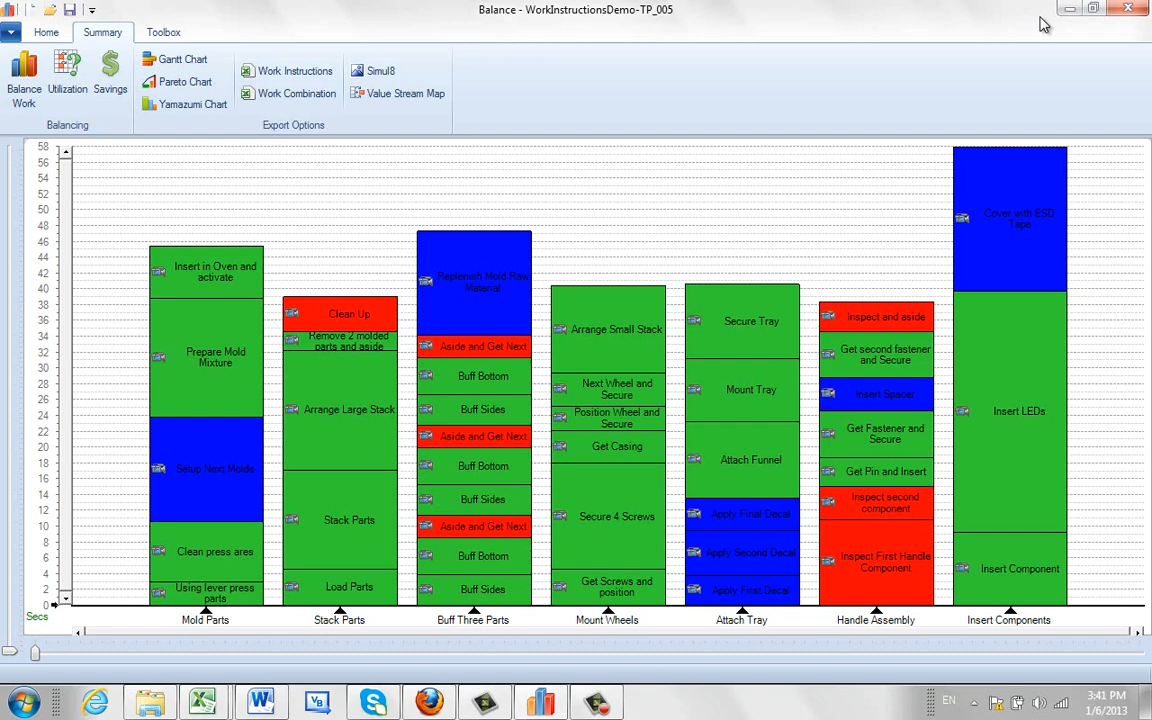 Balance - WorkInstructionsDemo-TP_005
Home
Summary
Toolbox
Balance
Work
Utilization
Savings
Gantt Chart
Pareto Chart
Yamazumi Chart
Work Instructions
Work Combination
Simul8
Value Stream Map
Balancing
Export Options
58
56
54
52
50
48
46
44
42
40
38
36
34
32
30
28
26
24
22
20
18
16
14
12
10
8
6
4
2
0
Secs
Insert in Oven and
activate
Prepare Mold
Mixture
Setup Next Molds
Clean press ares
Using lever press
parts
Mold Parts
Clean Up
Remove 2 molded
parts and aside
Arrange Large Stack
Stack Parts
Load Parts
Stack Parts
Replenish Mold Raw
Material
Aside and Get Next
Buff Bottom
Buff Sides
Aside and Get Next
Buff Bottom
Buff Sides
Aside and Get Next
Buff Bottom
Buff Sides
Buff Three Parts
Arrange Small Stack
Next Wheel and
Secure
Position Wheel and
Secure
Get Casing
Secure 4 Screws
Get Screws and
position
Mount Wheels
Secure Tray
Mount Tray
Attach Funnel
Apply Final Decal
Apply Second Decal
Apply First Decal
Attach Tray
Inspect and aside
Get second fastener
and Secure
Insert Spacer
Get Fastener and
Secure
Get Pin and Insert
Inspect second
component
Inspect First Handle
Component
Handle Assembly
Cover with ESD
Tape
Insert LEDs
Insert Component
Insert Components
EN
3:41 PM
1/6/2013